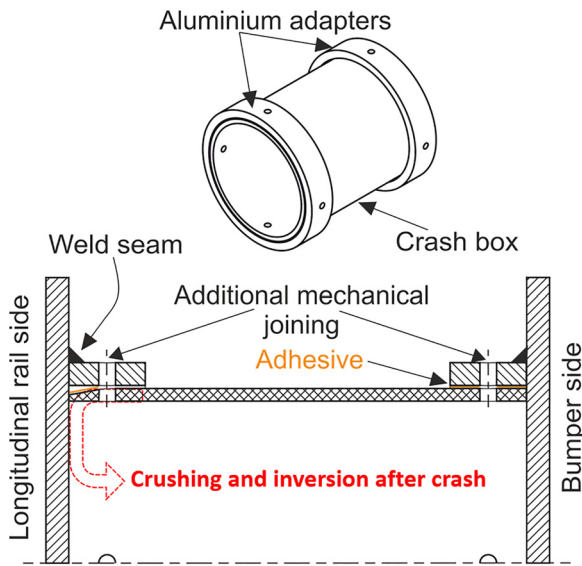 Aluminium adapters
Weld seam
Crash box
Additional mechanical
joining
Adhesive
Longitudinal rail side
Bumper side
Crushing and inversion after crash